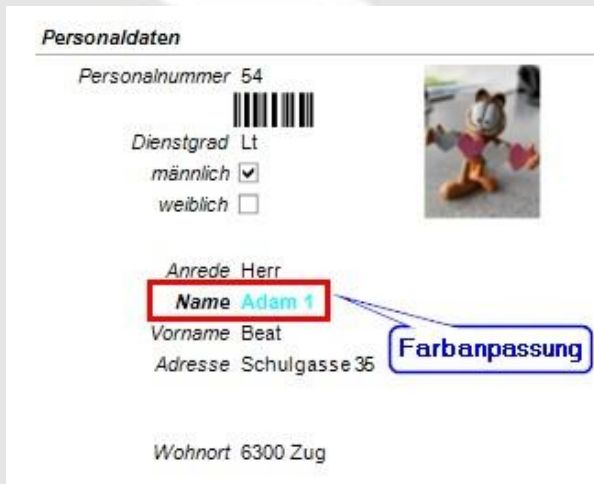 Personaldaten
Personalnummer 54
Dienstgrad Lt
männlich
weiblich
Anrede Herr
Name Adam 1
Vorname Beat
Farbanpassung
Adresse Schulgasse 35
Wohnort 6300 Zug